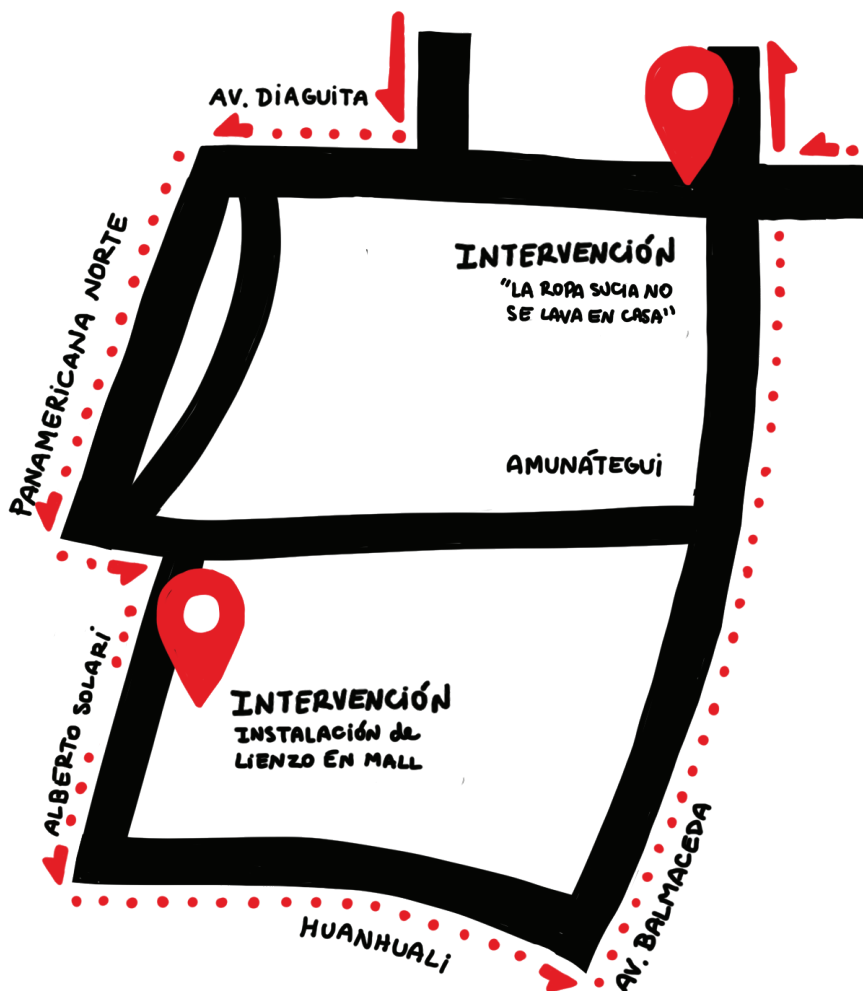 AV. DIAGUITA
PANAMERICANA NORTE
INTERVENCIÓN
"LA ROPA SUCIA NO
SE LAVA EN CASA"
AMUNÁTEGUI
ALBERTO SOLARI
INTERVENCIÓN
INSTALACIÓN de
LIENZO EN MALL
AV. BALMACEDA
HUANHUALI